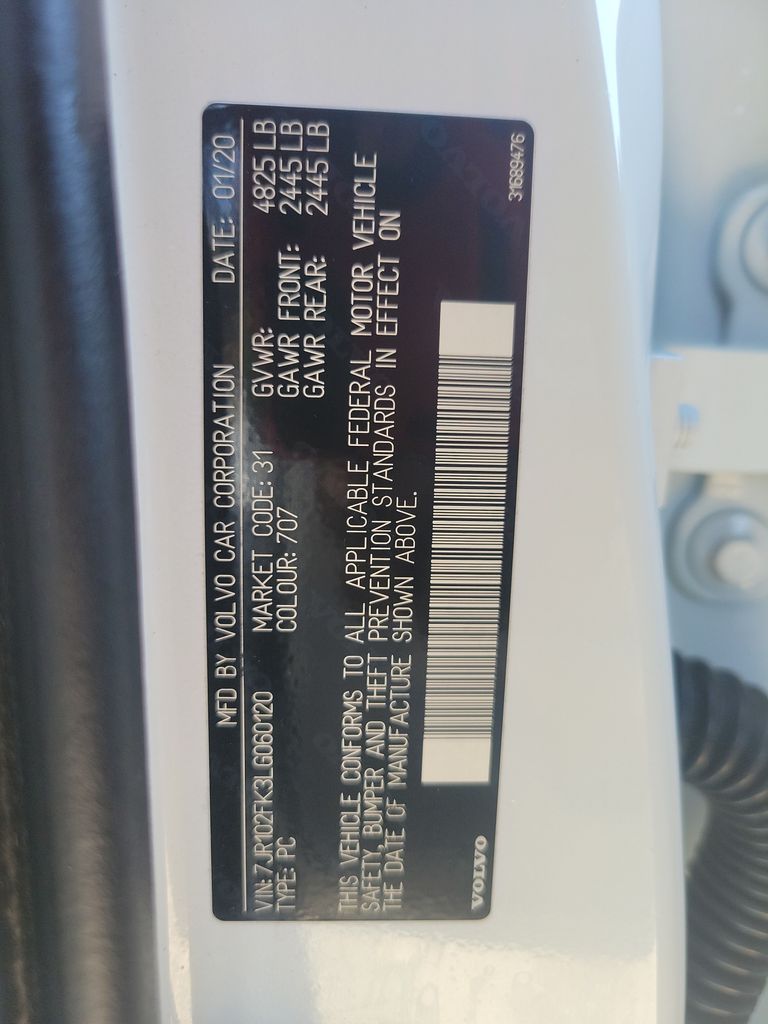 MFD BY VOLVO CAR CORPORATION DATE: 01/20
VIN: 7JR102FK3LG060120 MARKET CODE: 31 GVWR: 4825 LB
TYPE: PC COLOUR: 707 GAWR FRONT: 2445 LB
GAWR REAR: 2445 LB
THIS VEHICLE CONFORMS TO ALL APPLICABLE FEDERAL MOTOR VEHICLE
SAFETY, BUMPER AND THEFT PREVENTION STANDARDS IN EFFECT ON
THE DATE OF MANUFACTURE SHOWN ABOVE.
VOLVO 31689476